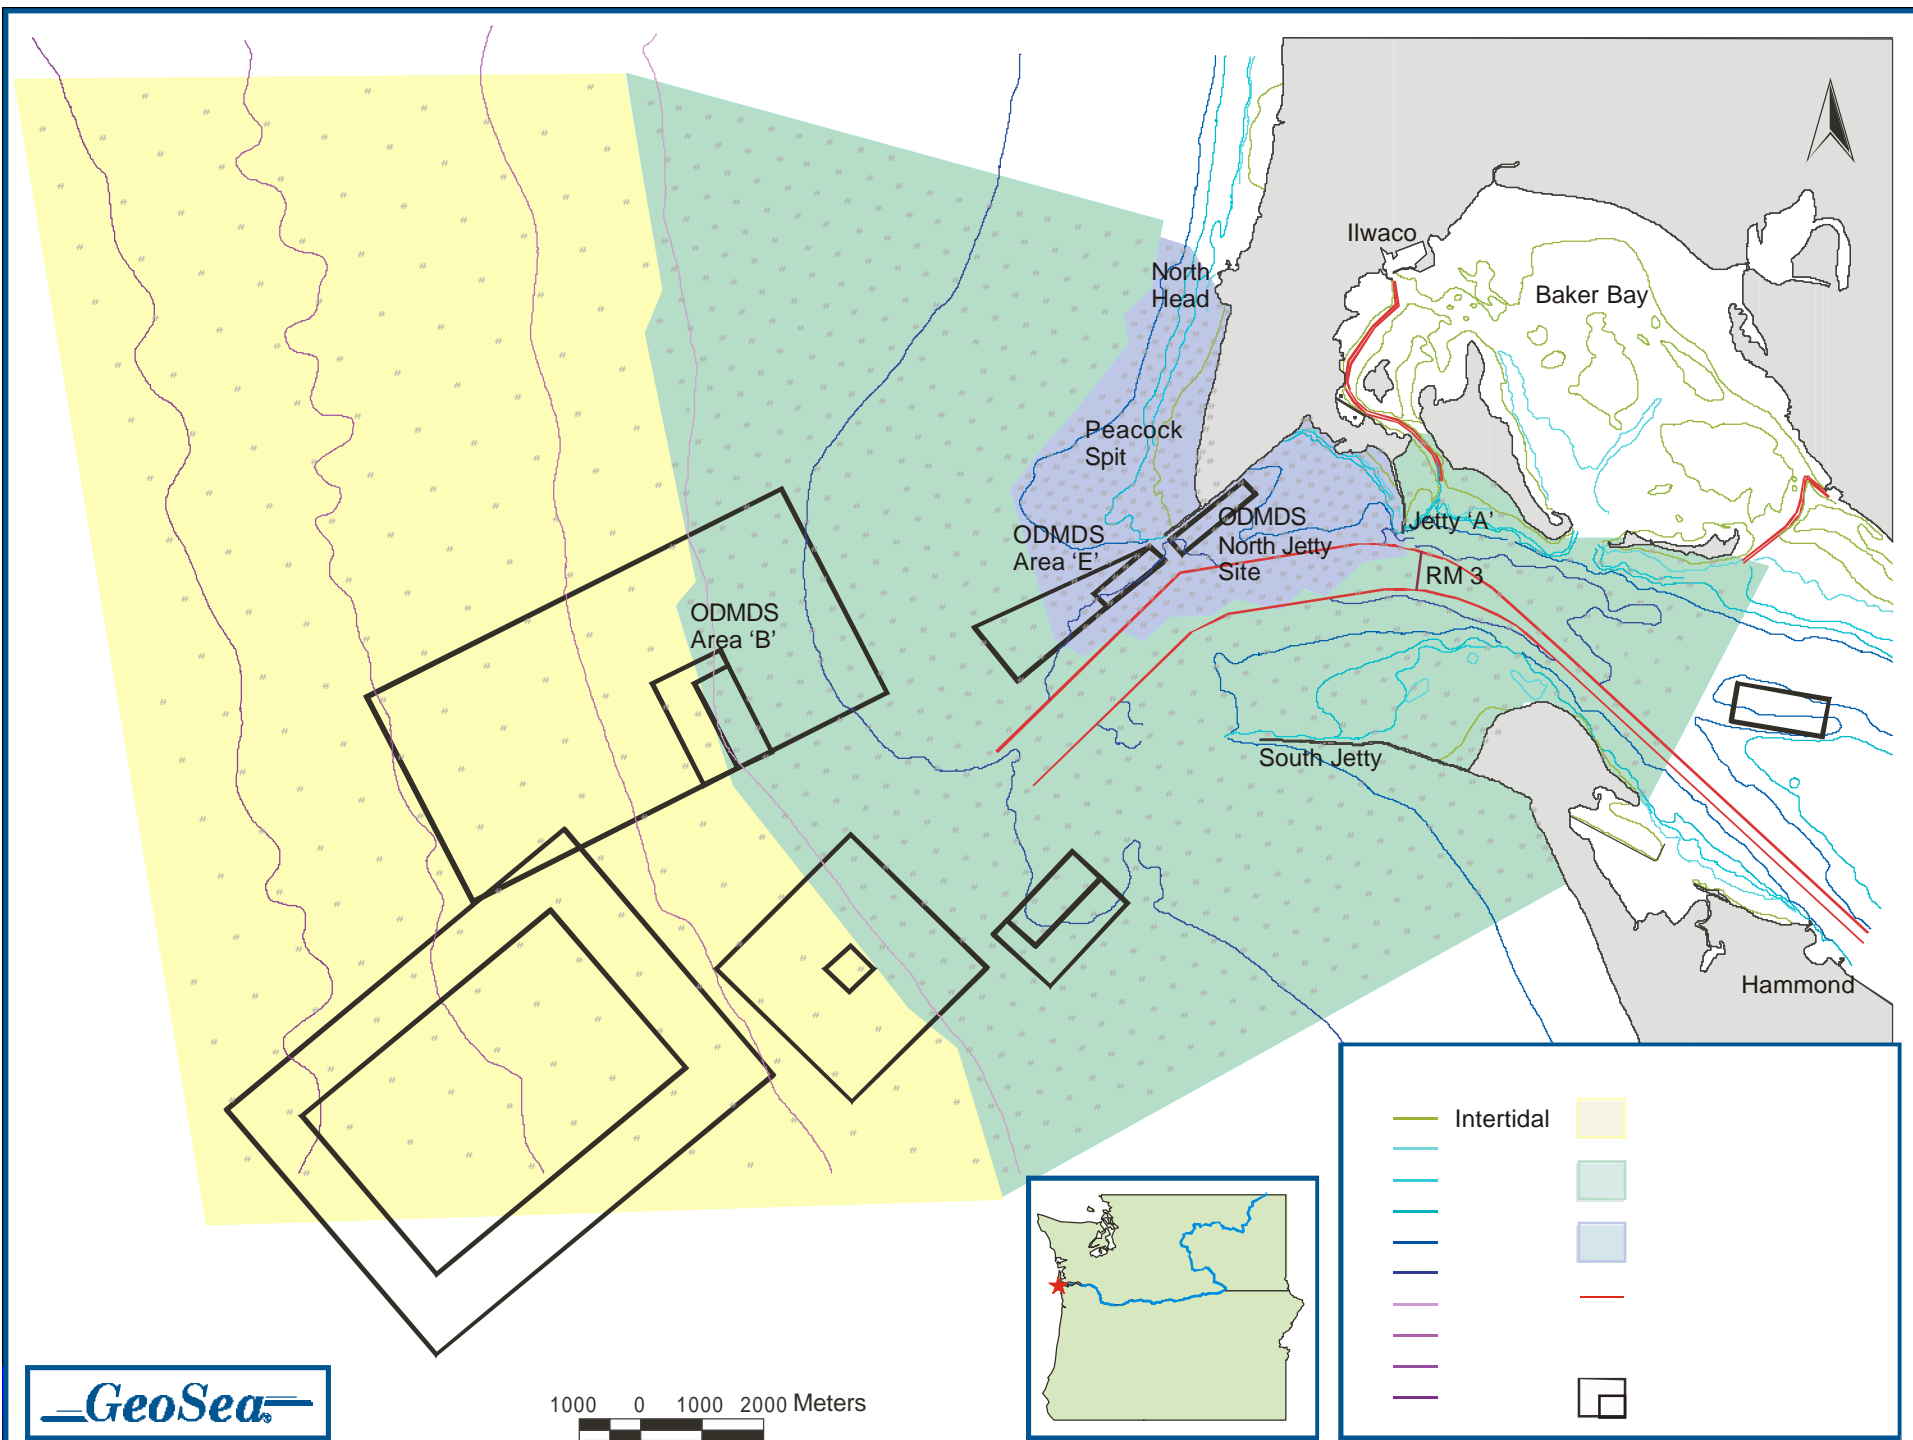 Ilwaco
North
Head
Baker Bay
Peacock
Spit
ODMDS
Area 'E'
ODMDS
North Jetty
Site
Jetty 'A'
RM 3
ODMDS
Area 'B'
South Jetty
Hammond
Intertidal
GeoSea
1000 0 1000 2000 Meters